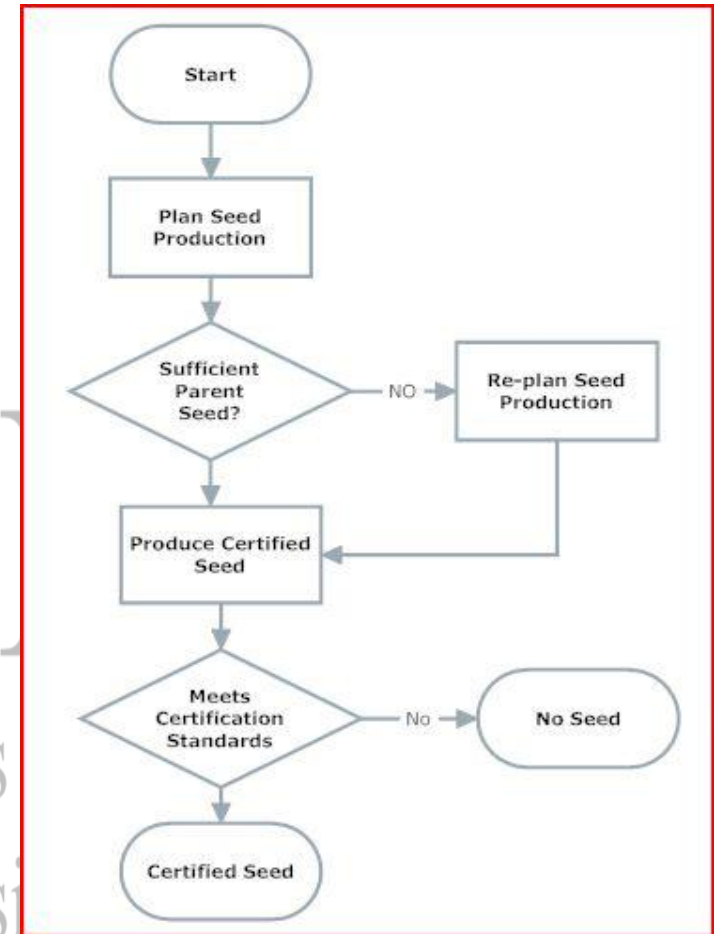 Start
Plan Seed
Production
Sufficient
Parent
Seed?
NO
Re-plan Seed
Production
Produce Certified
Seed
Meets
Certification
Standards
No
No Seed
Certified Seed